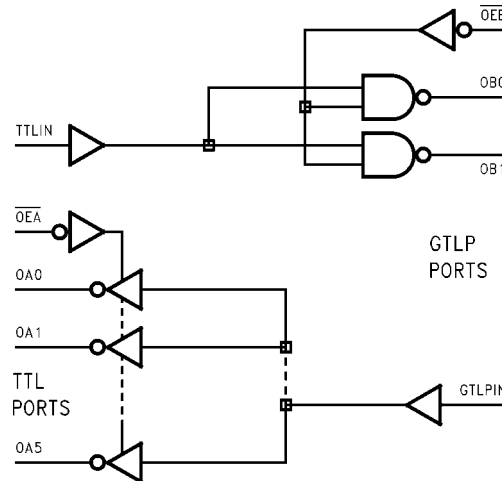 OEB
OB0
TTLIN
OB1
OEA
GTLP
PORTS
OA0
OA1
TTL
PORTS
GTLPIN
OA5